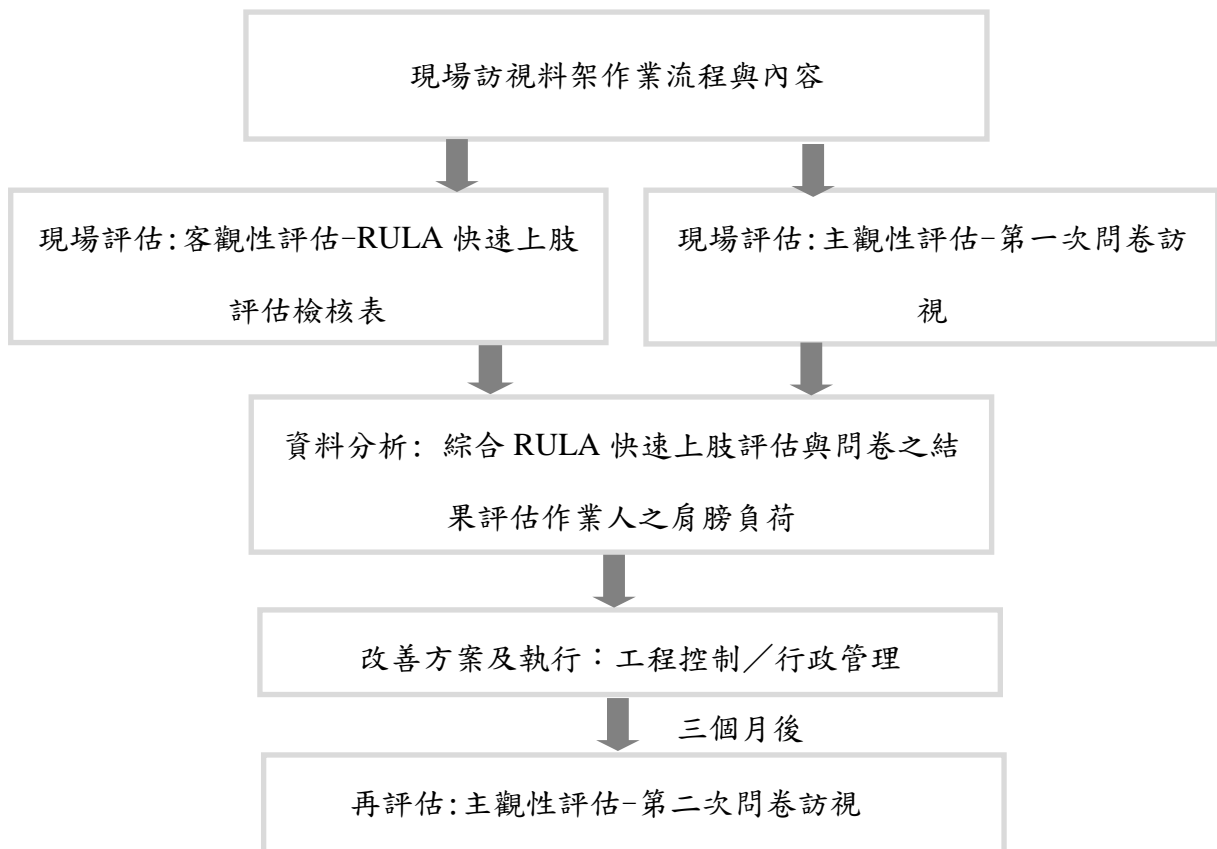 現場訪視料架作業流程與內容
現場評估:客觀性評估-RULA 快速上肢
評估檢核表
現場評估:主觀性評估-第一次問卷訪
視
資料分析: 綜合 RULA 快速上肢評估與問卷之結
果評估作業人之肩膀負荷
改善方案及執行：工程控制／行政管理
三個月後
再評估:主觀性評估-第二次問卷訪視